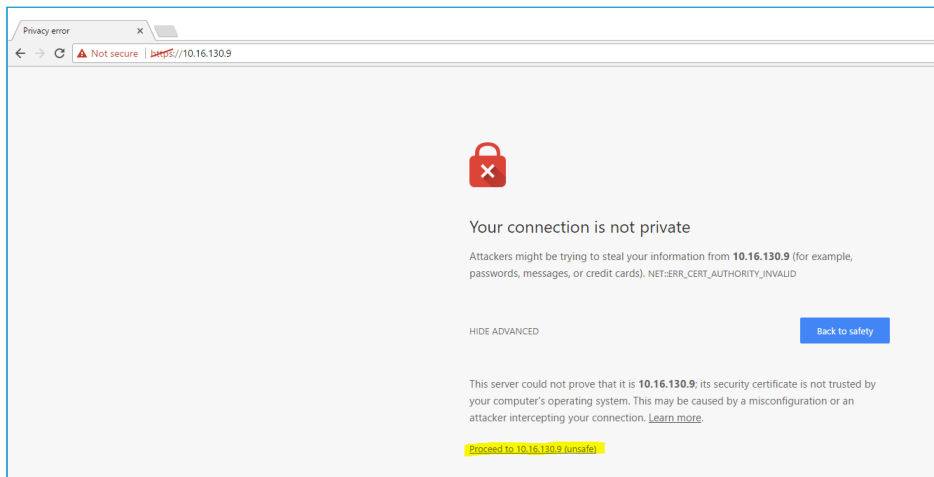 Privacy error
Not secure | https://10.16.130.9
Your connection is not private
Attackers might be trying to steal your information from 10.16.130.9 (for example,
passwords, messages, or credit cards). NET::ERR_CERT_AUTHORITY_INVALID
HIDE ADVANCED
Back to safety
This server could not prove that it is 10.16.130.9; its security certificate is not trusted by
your computer's operating system. This may be caused by a misconfiguration or an
attacker intercepting your connection. Learn more.
Proceed to 10.16.130.9 (unsafe)